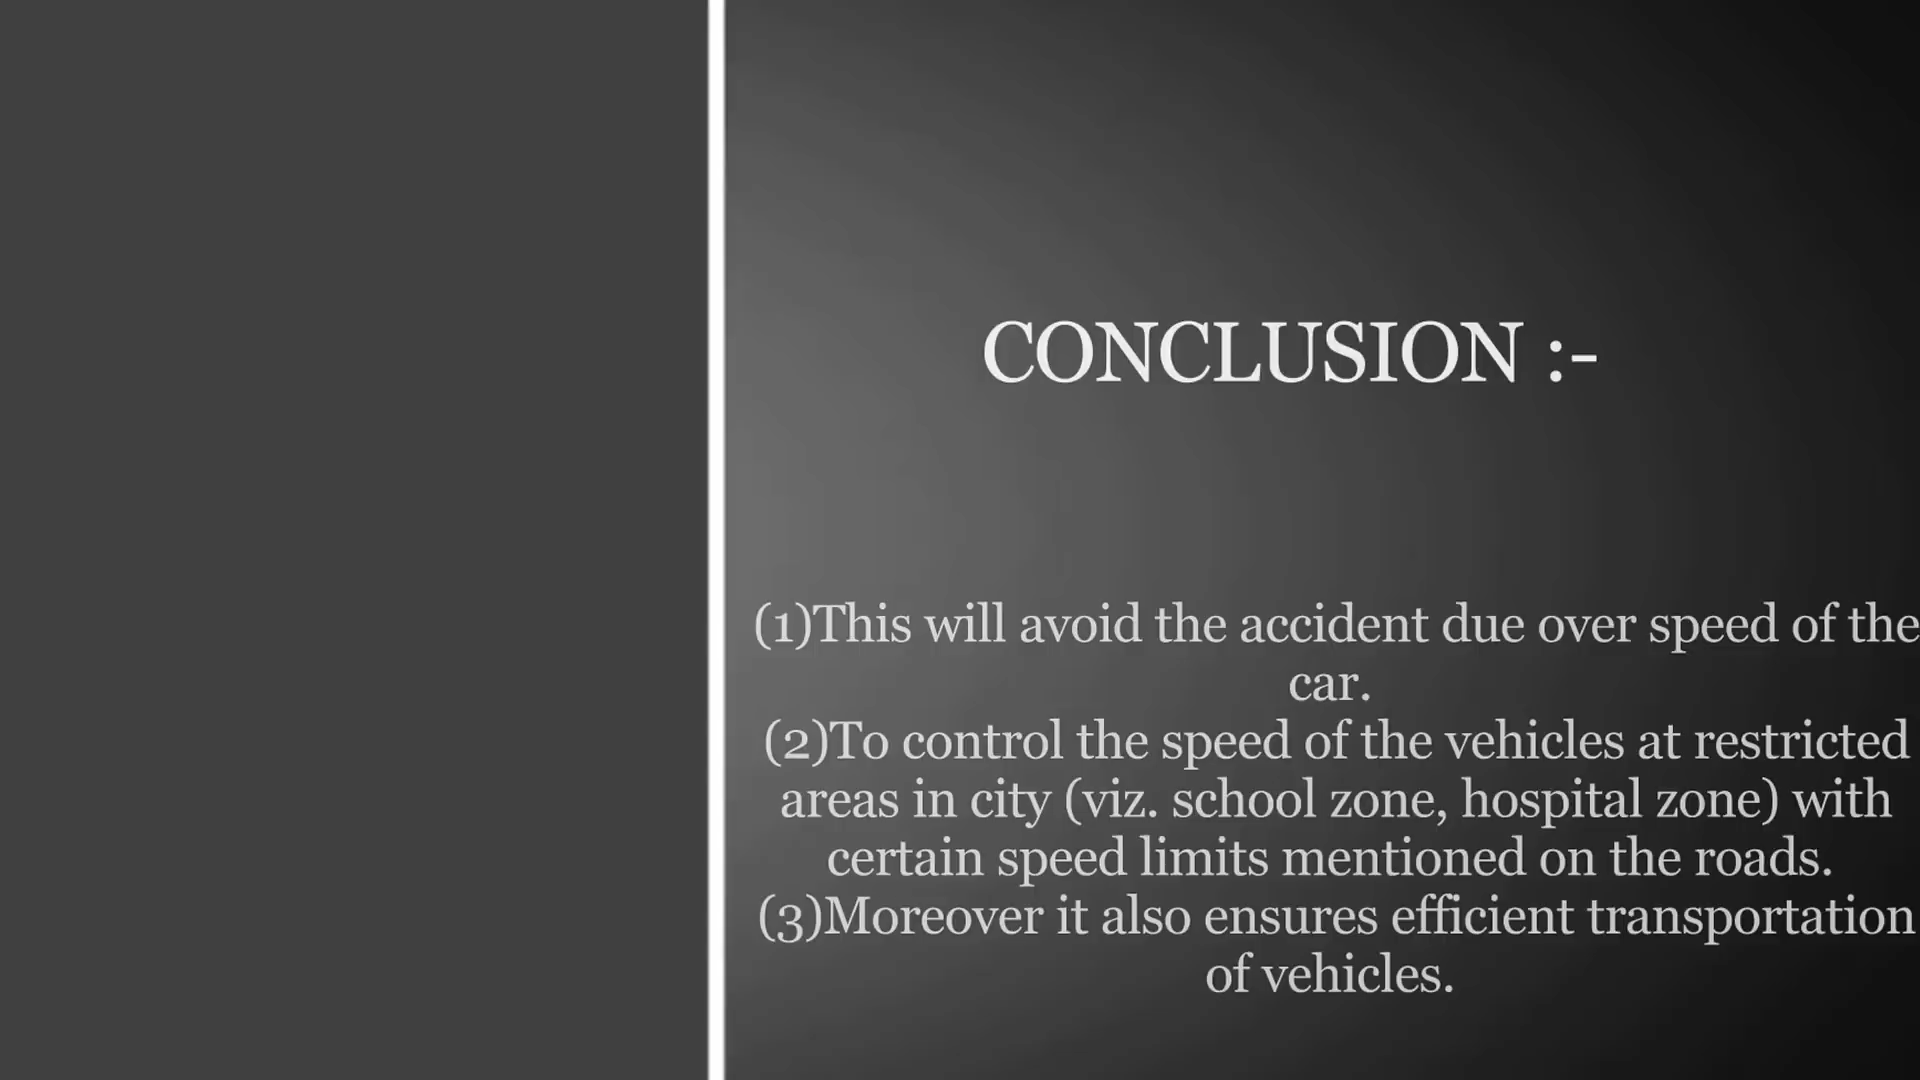 CONCLUSION :-
(1)This will avoid the accident due over speed of the
car.
(2)To control the speed of the vehicles at restricted
areas in city (viz. school zone, hospital zone) with
certain speed limits mentioned on the roads.
(3)Moreover it also ensures efficient transportation
of vehicles.